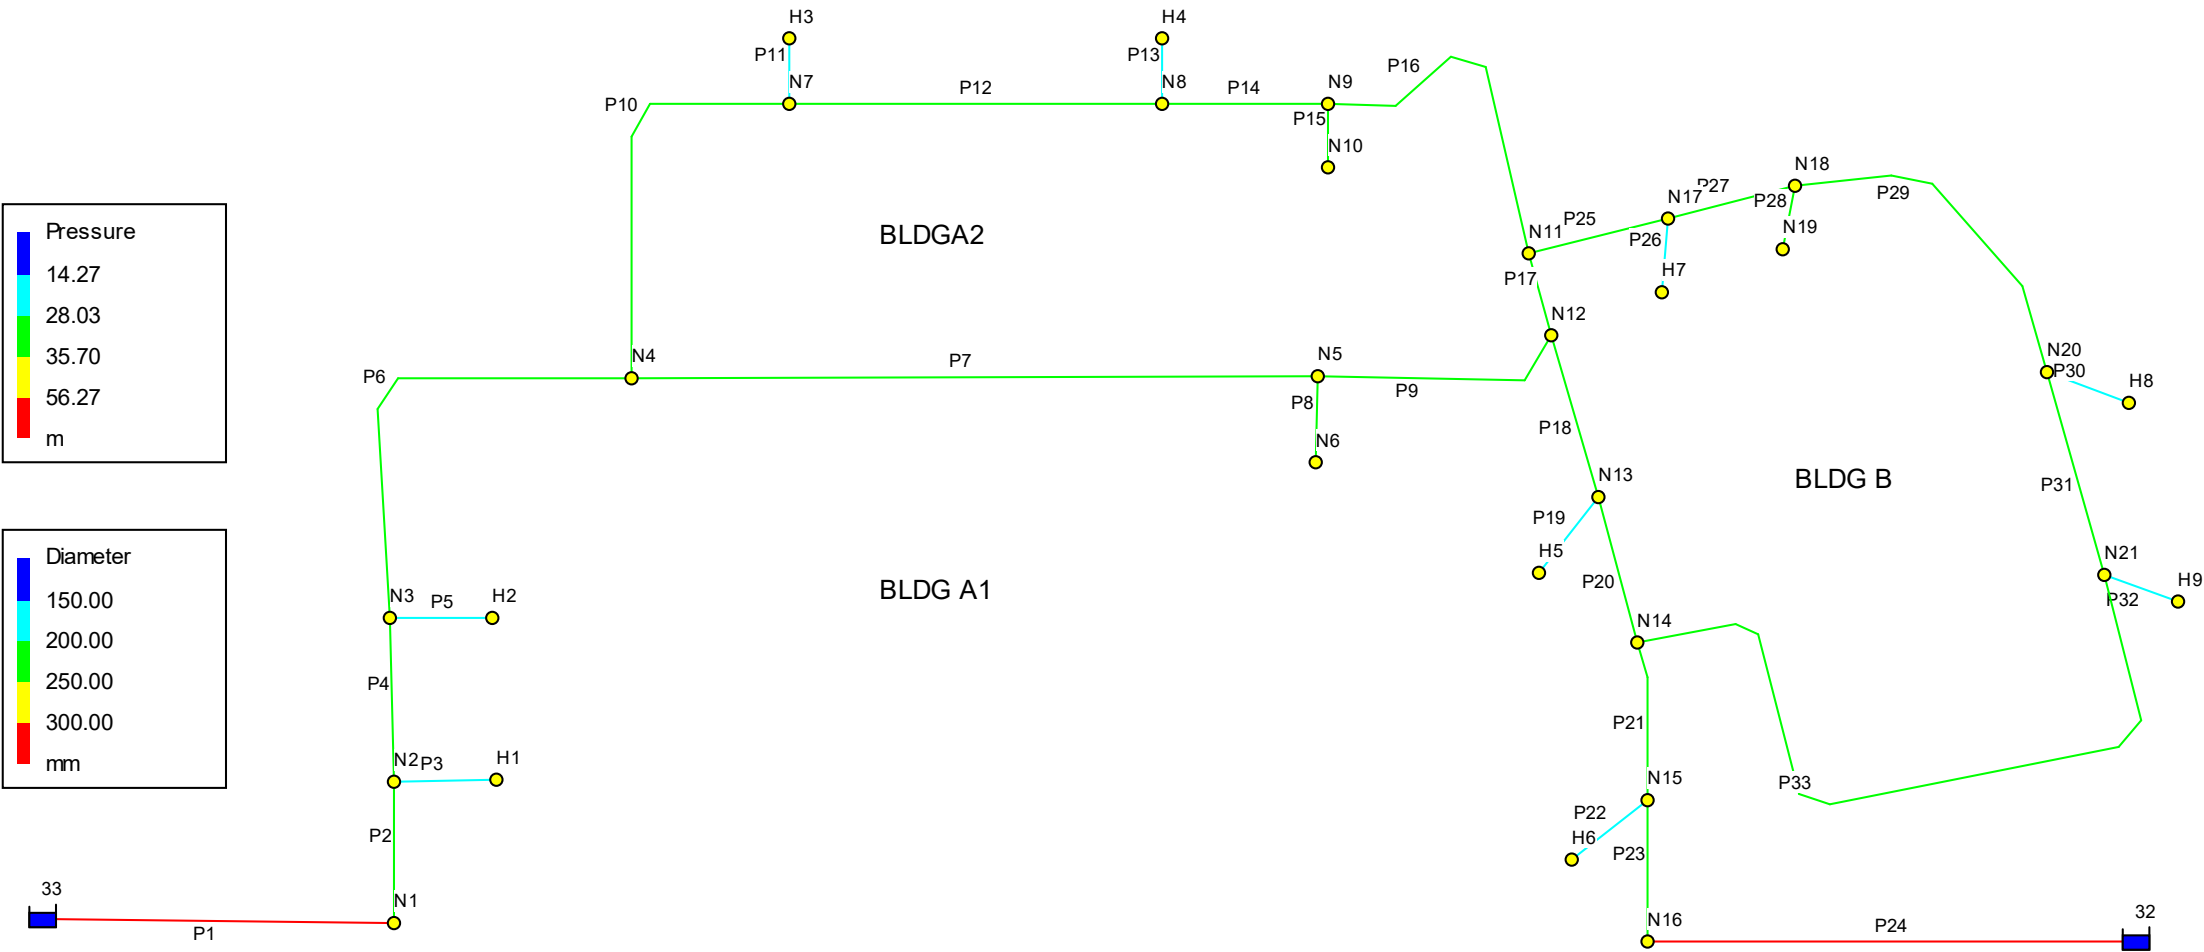 H3
H4
P11
P13
P16
N7
P12
N8
P14
N9
P10
P15
N10
N18
P27
P29
N17
P28
P25
N11
P26
N19
BLDGA2
Pressure
14.27
28.03
35.70
56.27
m
H7
P17
N12
N4
P7
N5
N20
P6
P9
P30
H8
P8
P18
N6
N13
BLDG B
P31
P19
H5
N21
Diameter
150.00
200.00
250.00
300.00
mm
N3
P5
H2
BLDG A1
P20
H9
P32
N14
P4
P21
N2
P3
H1
N15
P33
P22
P2
H6
P23
33
N1
P1
N16
P24
32